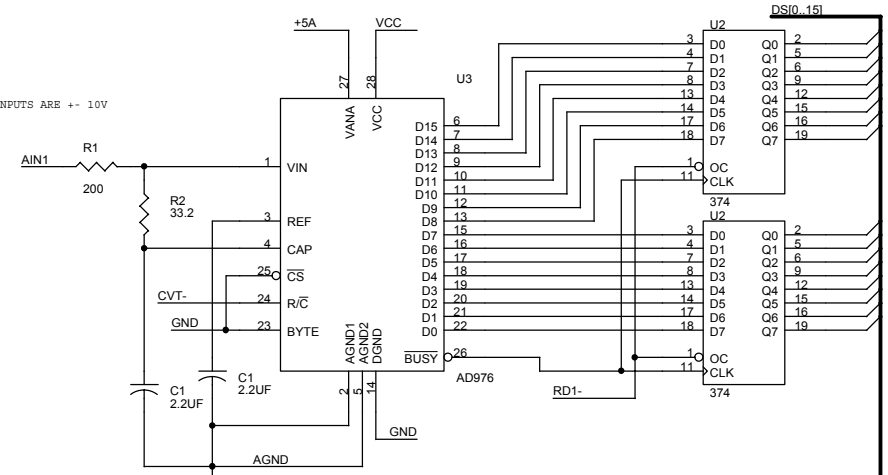 DS[0..15]
+5A
VCC
U2
27
28
U3
NPUTS ARE +- 10V
VANA
VCC
3 D0 Q0 2
4 D1 Q1 5
7 D2 Q2 6
8 D3 Q3 9
13 D4 Q4 12
14 D5 Q5 15
17 D6 Q6 16
18 D7 Q7 19
1 OC
11 CLK
374
AIN1
R1
200
R2
33.2
1 VIN
3 REF
4 CAP
25 CS
CVT- 24 R/C
GND 23 BYTE
D15 6
D14 7
D13 8
D12 9
D11 10
D10 11
D9 12
D8 13
D7 15
D6 16
D5 17
D4 18
D3 19
D2 20
D1 21
D0 22
BUSY 26
AGND1
AGND2
DGND
2
5
14
AD976
U2
3 D0 Q0 2
4 D1 Q1 5
7 D2 Q2 6
8 D3 Q3 9
13 D4 Q4 12
14 D5 Q5 15
17 D6 Q6 16
18 D7 Q7 19
1 OC
11 CLK
374
RD1-
C1
2.2UF
C1
2.2UF
GND
AGND